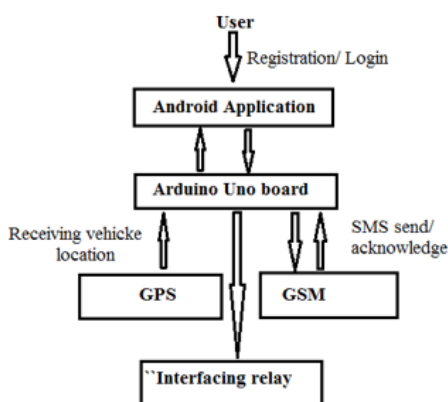 User
Registration/ Login
Android Application
Arduino Uno board
Receiving vehicke
location
SMS send/
acknowledge
GPS
GSM
``Interfacing relay